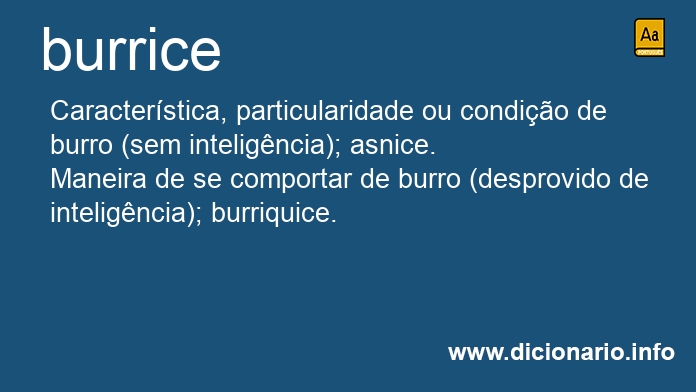 burrice
Aa
Característica, particularidade ou condição de
burro (sem inteligência); asnice.
Maneira de se comportar de burro (desprovido de
inteligência); burriquice.
www.dicionario.info